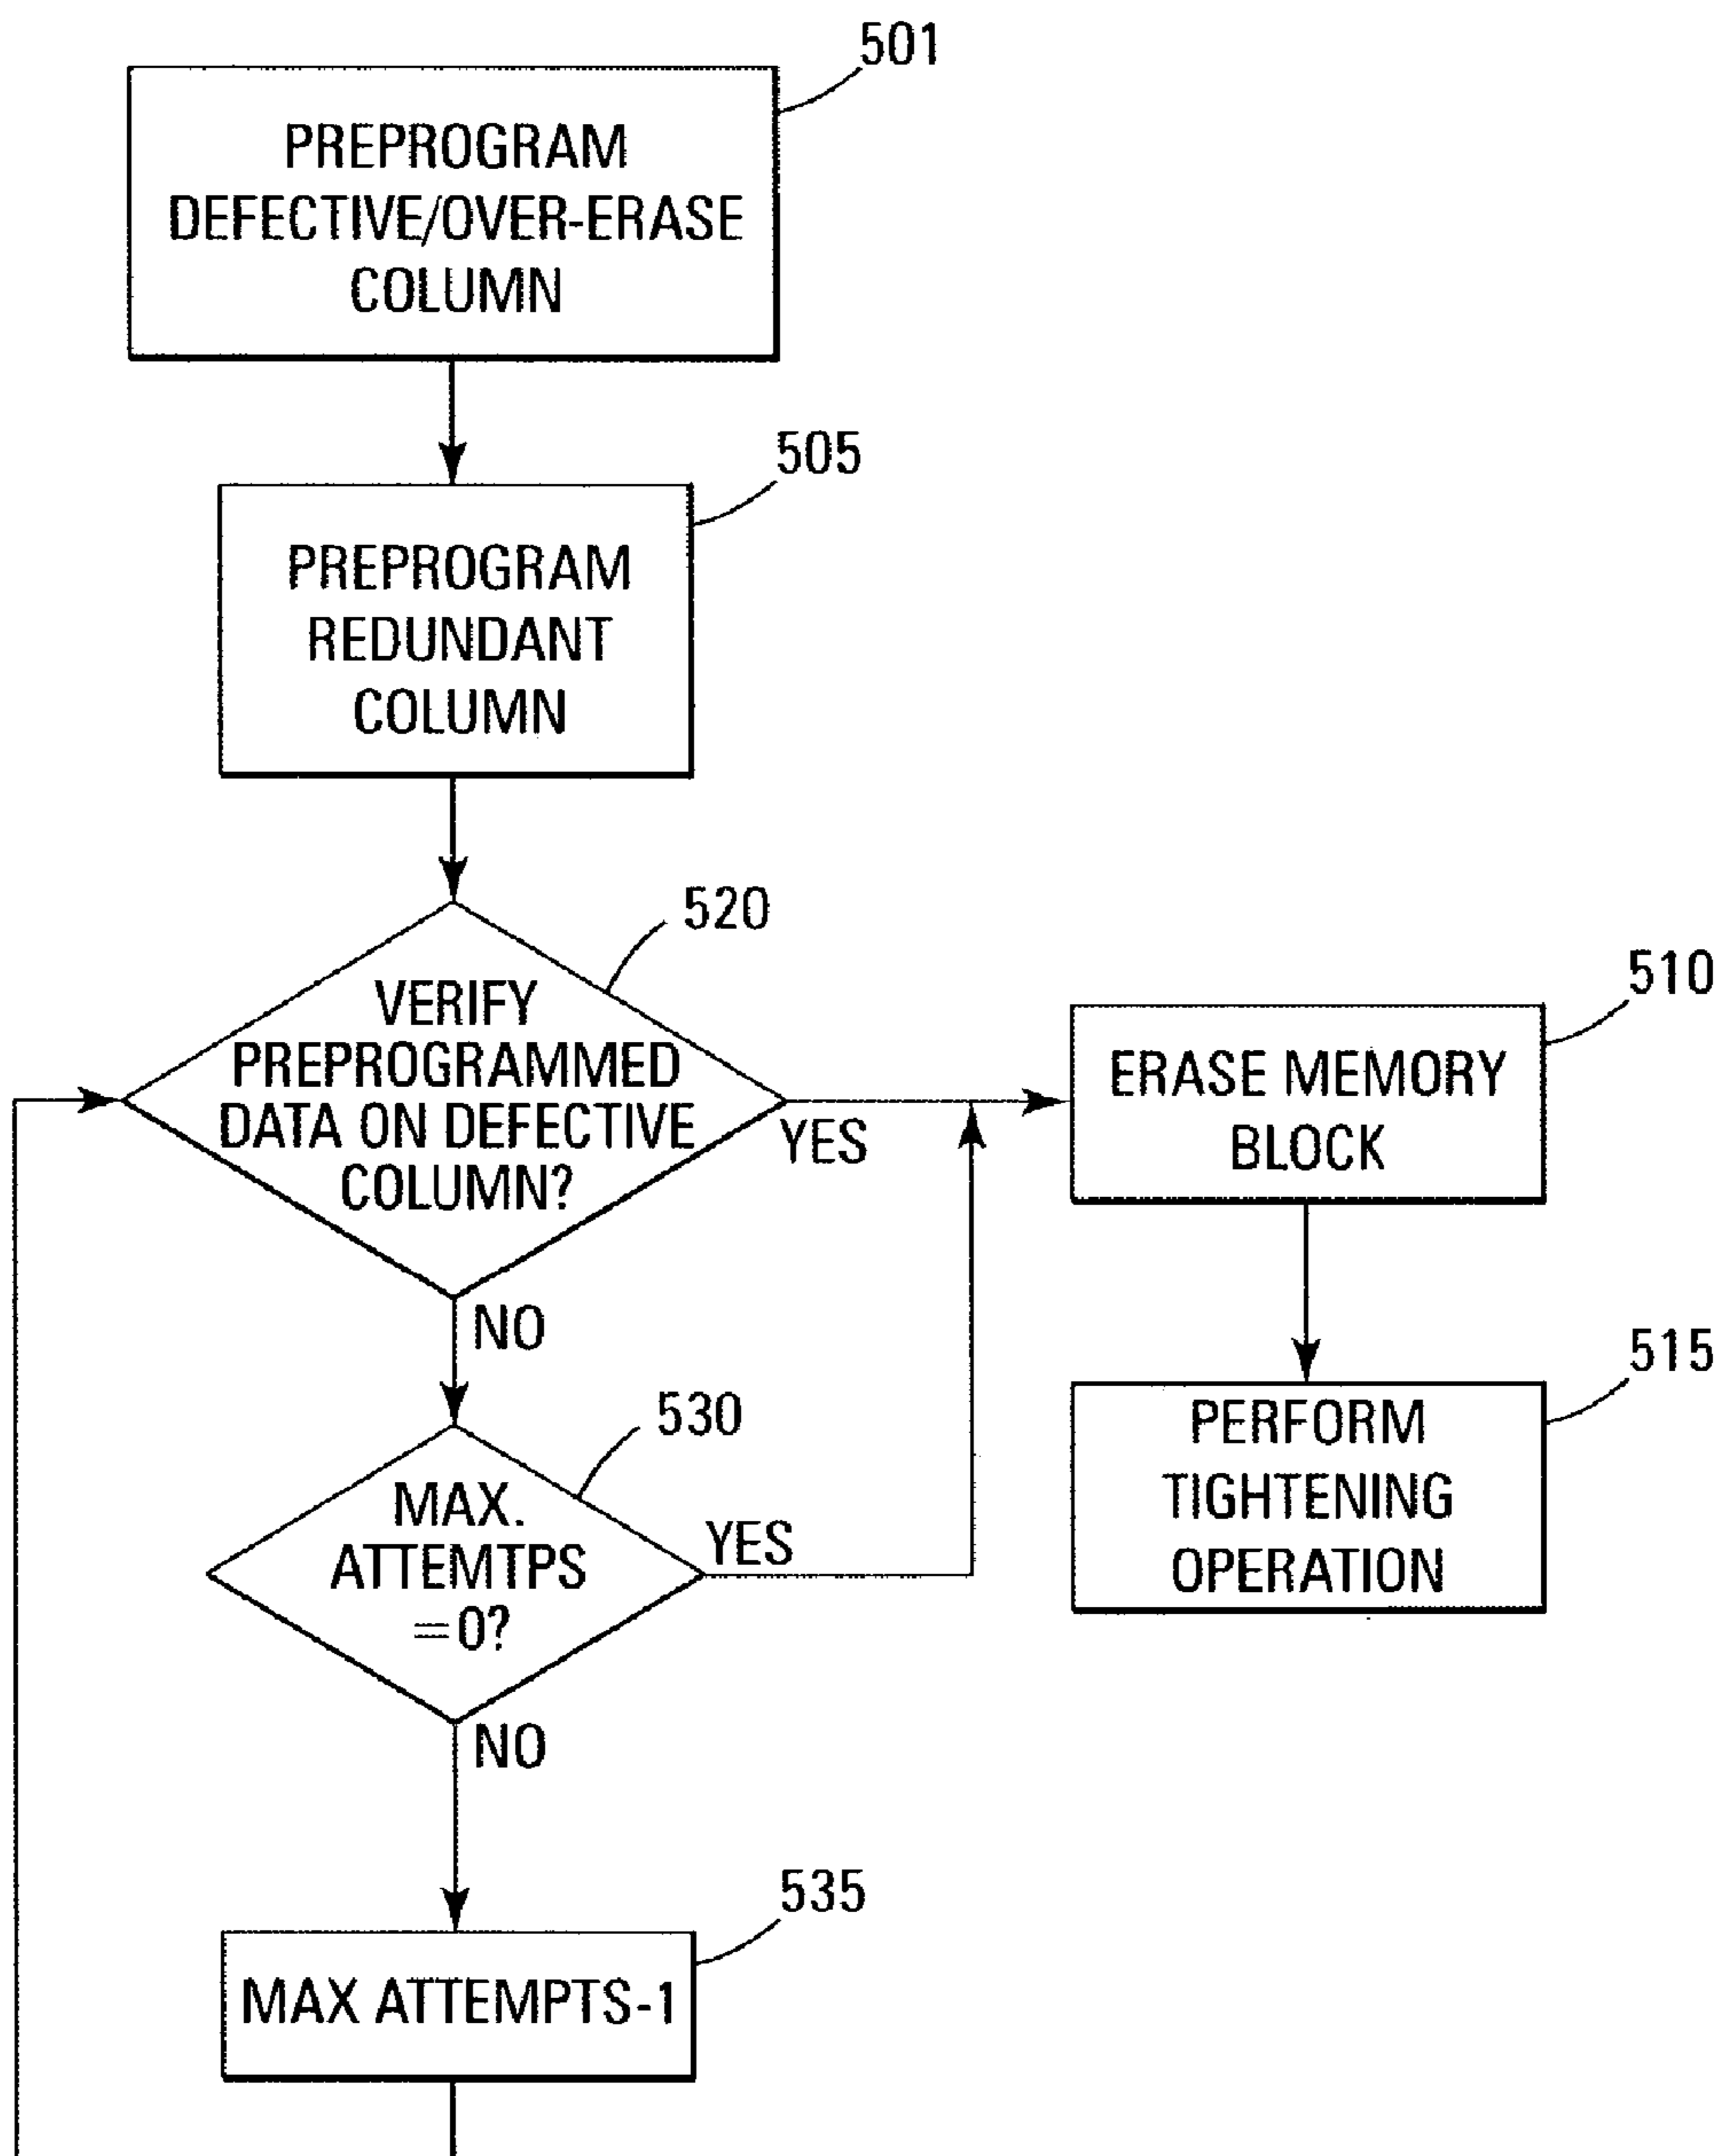 501
PREPROGRAM
DEFECTIVE/OVER-ERASE
COLUMN
505
PREPROGRAM
REDUNDANT
COLUMN
520
VERIFY
PREPROGRAMMED
DATA ON DEFECTIVE
COLUMN?
YES
NO
510
ERASE MEMORY
BLOCK
515
PERFORM
TIGHTENING
OPERATION
530
MAX.
ATTEMTPS
=0?
YES
NO
535
MAX ATTEMPTS-1